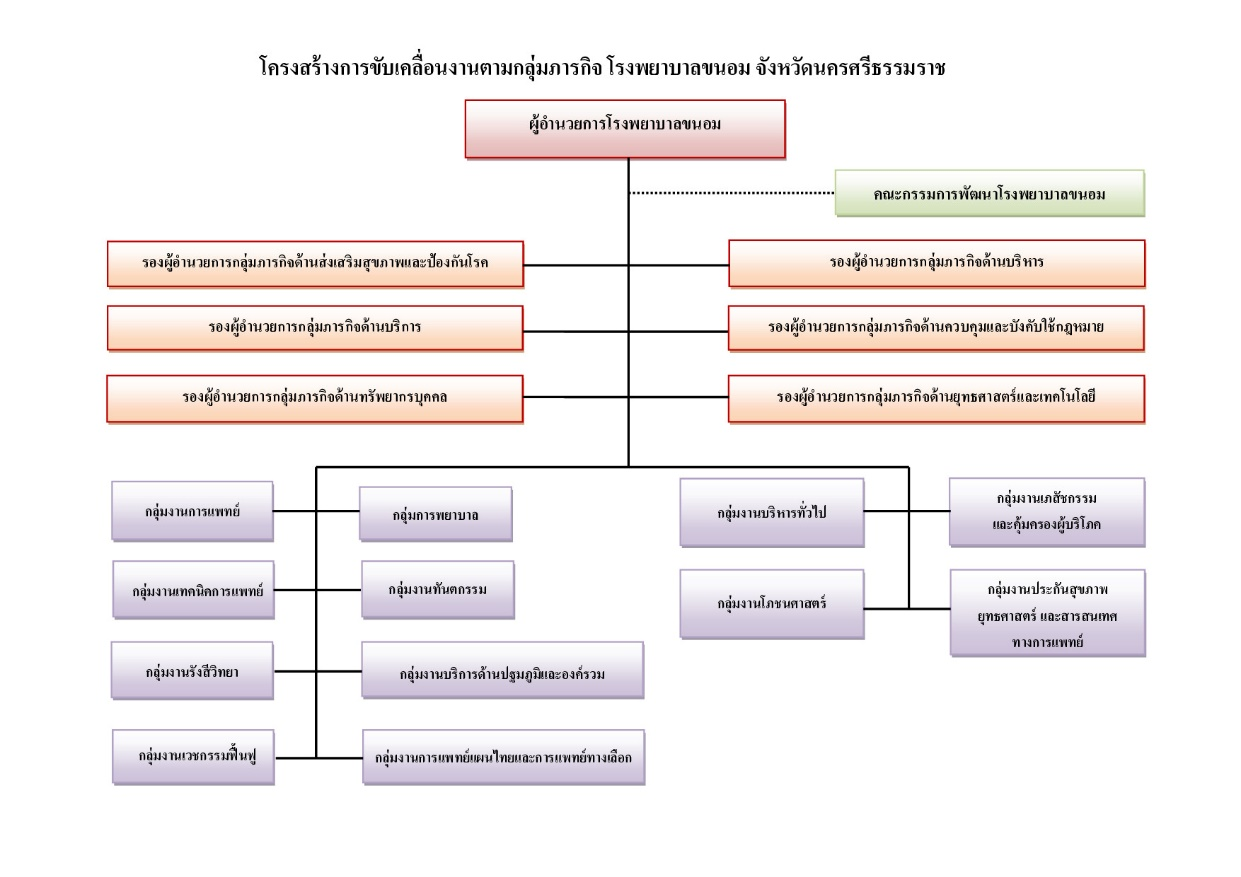 โครงสร้างการขับเคลื่อนงานตามกลุ่มภารกิจ โรงพยาบาลขนอม จังหวัดนครศรีธรรมราช
ผู้อำนวยการโรงพยาบาลขนอม
คณะกรรมการพัฒนาโรงพยาบาลขนอม
รองผู้อำนวยการกลุ่มภารกิจด้านส่งเสริมสุขภาพและป้องกันโรค
รองผู้อำนวยการกลุ่มภารกิจด้านบริหาร
รองผู้อำนวยการกลุ่มภารกิจด้านบริการ
รองผู้อำนวยการกลุ่มภารกิจด้านควบคุมและบังคับใช้กฎหมาย
รองผู้อำนวยการกลุ่มภารกิจด้านทรัพยากรบุคคล
รองผู้อำนวยการกลุ่มภารกิจด้านยุทธศาสตร์และเทคโนโลยี
กลุ่มงานการแพทย์
กลุ่มการพยาบาล
กลุ่มงานบริหารทั่วไป
กลุ่มงานเภสัชกรรม
และคุ้มครองผู้บริโภค
กลุ่มงานเทคนิคการแพทย์
กลุ่มงานทันตกรรม
กลุ่มงานโภชนศาสตร์
กลุ่มงานประกันสุขภาพ
ยุทธศาสตร์ และสารสนเทศ
ทางการแพทย์
กลุ่มงานรังสีวิทยา
กลุ่มงานบริการด้านปฐมภูมิและองค์รวม
กลุ่มงานเวชกรรมฟื้นฟู
กลุ่มงานการแพทย์แผนไทยและการแพทย์ทางเลือก